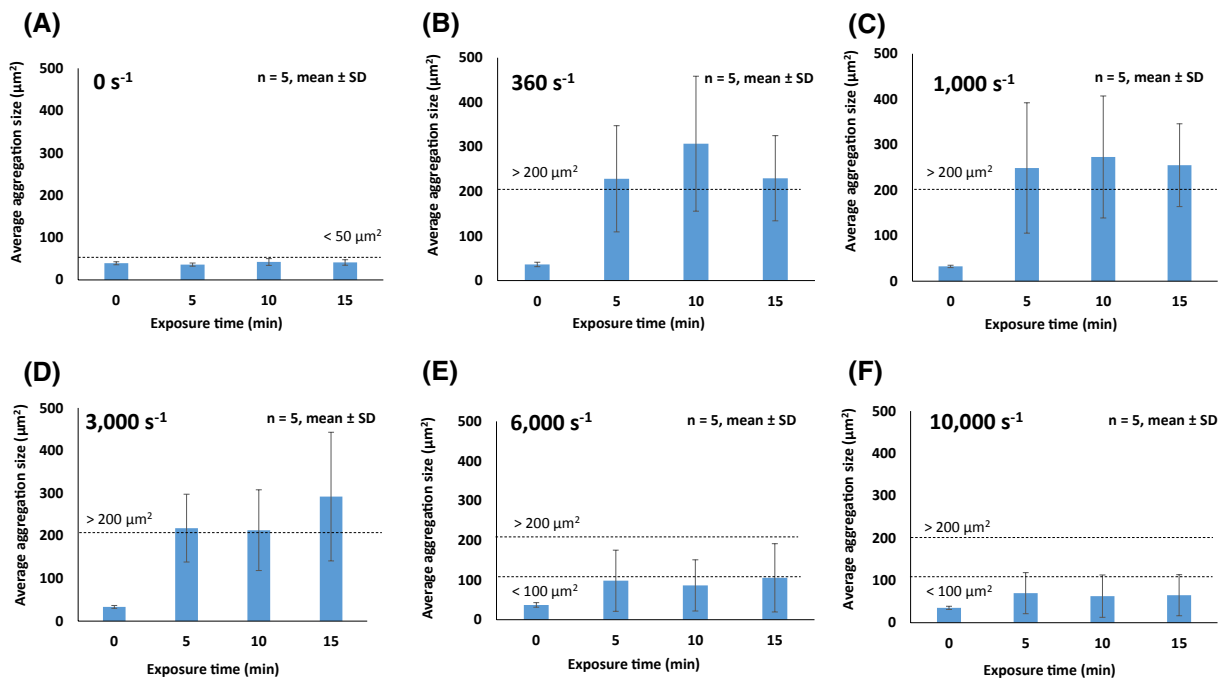 (A)
0 s⁻¹
n = 5, mean ± SD
Average aggregation size (μm²)
500
400
300
200
100
0
< 50 μm²
0 5 10 15
Exposure time (min)
(B)
360 s⁻¹
n = 5, mean ± SD
Average aggregation size (μm²)
500
400
300
200
100
0
> 200 μm²
0 5 10 15
Exposure time (min)
(C)
1,000 s⁻¹
n = 5, mean ± SD
Average aggregation size (μm²)
500
400
300
200
100
0
> 200 μm²
0 5 10 15
Exposure time (min)
(D)
3,000 s⁻¹
n = 5, mean ± SD
Average aggregation size (μm²)
500
400
300
200
100
0
> 200 μm²
0 5 10 15
Exposure time (min)
(E)
6,000 s⁻¹
n = 5, mean ± SD
Average aggregation size (μm²)
500
400
300
200
100
0
> 200 μm²
< 100 μm²
0 5 10 15
Exposure time (min)
(F)
10,000 s⁻¹
n = 5, mean ± SD
Average aggregation size (μm²)
500
400
300
200
100
0
> 200 μm²
< 100 μm²
0 5 10 15
Exposure time (min)